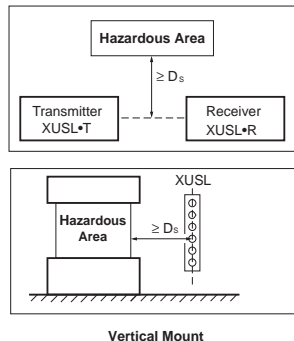 Hazardous Area
≥ Ds
Transmitter
XUSL•T
Receiver
XUSL•R
XUSL
Hazardous
Area
≥ Ds
Vertical Mount